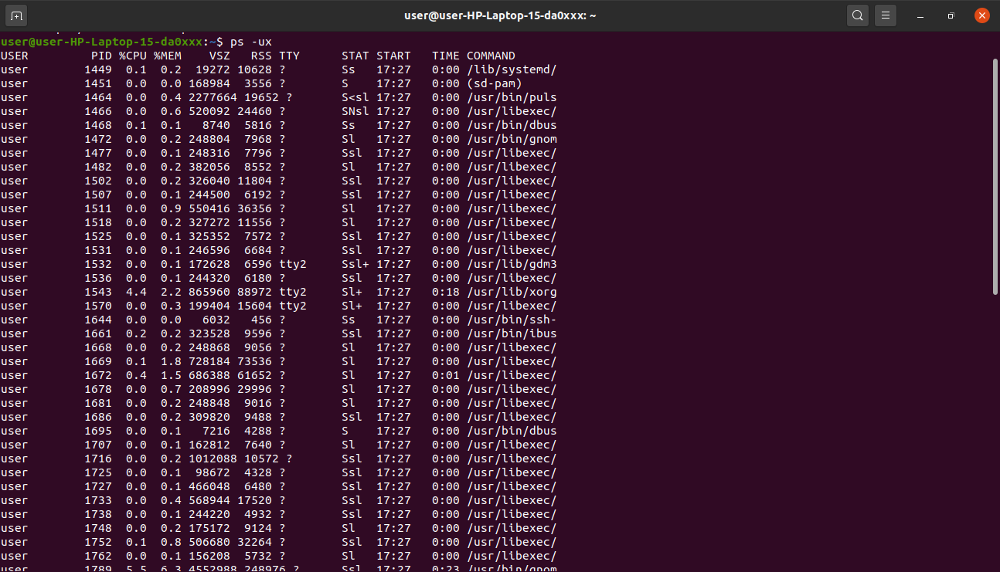 user@user-HP-Laptop-15-da0xxx: ~
user@user-HP-Laptop-15-da0xxx:~$ ps -ux
USER         PID %CPU %MEM    VSZ   RSS TTY      STAT START   TIME COMMAND
user        1449  0.1  0.2  19272 10628 ?        Ss   17:27   0:00 /lib/systemd/
user        1451  0.0  0.0 168984  3556 ?        S    17:27   0:00 (sd-pam)
user        1464  0.0  0.4 2277664 19652 ?       S<sl 17:27   0:00 /usr/bin/puls
user        1466  0.0  0.6 520092 24460 ?        SNsl 17:27   0:00 /usr/libexec/
user        1468  0.1  0.1   8740  5816 ?        Ss   17:27   0:00 /usr/bin/dbus
user        1472  0.0  0.2 248804  7968 ?        Sl   17:27   0:00 /usr/bin/gnom
user        1477  0.0  0.1 248316  7796 ?        Ssl  17:27   0:00 /usr/libexec/
user        1482  0.0  0.2 382056  8552 ?        Sl   17:27   0:00 /usr/libexec/
user        1502  0.0  0.2 326040 11804 ?        Ssl  17:27   0:00 /usr/libexec/
user        1507  0.0  0.1 244500  6192 ?        Ssl  17:27   0:00 /usr/libexec/
user        1511  0.0  0.9 550416 36356 ?        Sl   17:27   0:00 /usr/libexec/
user        1518  0.0  0.2 327272 11556 ?        Sl   17:27   0:00 /usr/libexec/
user        1525  0.0  0.1 325352  7572 ?        Ssl  17:27   0:00 /usr/libexec/
user        1531  0.0  0.1 246596  6684 ?        Ssl  17:27   0:00 /usr/libexec/
user        1532  0.0  0.1 172628  6596 tty2     Ssl+ 17:27   0:00 /usr/lib/gdm3
user        1536  0.0  0.1 244320  6180 ?        Ssl  17:27   0:00 /usr/libexec/
user        1543  4.4  2.2 865960 88972 tty2     Sl+  17:27   0:18 /usr/lib/xorg
user        1570  0.0  0.3 199404 15604 tty2     Sl+  17:27   0:00 /usr/libexec/
user        1644  0.0  0.0   6032   456 ?        Ss   17:27   0:00 /usr/bin/ssh-
user        1661  0.2  0.2 323528  9596 ?        Ssl  17:27   0:00 /usr/bin/ibus
user        1668  0.0  0.2 248868  9056 ?        Sl   17:27   0:00 /usr/libexec/
user        1669  0.1  1.8 728184 73536 ?        Sl   17:27   0:00 /usr/libexec/
user        1672  0.4  1.5 686388 61652 ?        Sl   17:27   0:01 /usr/libexec/
user        1678  0.0  0.7 208996 29996 ?        Sl   17:27   0:00 /usr/libexec/
user        1681  0.0  0.2 248848  9016 ?        Sl   17:27   0:00 /usr/libexec/
user        1686  0.0  0.2 309820  9488 ?        Ssl  17:27   0:00 /usr/libexec/
user        1695  0.0  0.1   7216  4288 ?        S    17:27   0:00 /usr/bin/dbus
user        1707  0.0  0.1 162812  7640 ?        Sl   17:27   0:00 /usr/libexec/
user        1716  0.0  0.2 1012088 10572 ?       Ssl  17:27   0:00 /usr/libexec/
user        1725  0.0  0.1  98672  4328 ?        Ssl  17:27   0:00 /usr/libexec/
user        1727  0.0  0.1 466048  6480 ?        Ssl  17:27   0:00 /usr/libexec/
user        1733  0.0  0.4 568944 17520 ?        Ssl  17:27   0:00 /usr/libexec/
user        1738  0.0  0.1 244220  4932 ?        Ssl  17:27   0:00 /usr/libexec/
user        1748  0.0  0.2 175172  9124 ?        Sl   17:27   0:00 /usr/libexec/
user        1752  0.1  0.8 506680 32264 ?        Ssl  17:27   0:00 /usr/libexec/
user        1762  0.0  0.1 156208  5732 ?        Sl   17:27   0:00 /usr/libexec/
user        1789  5.5  6.3 4552988 248976 ?      Ssl  17:27   0:23 /usr/bin/gnom